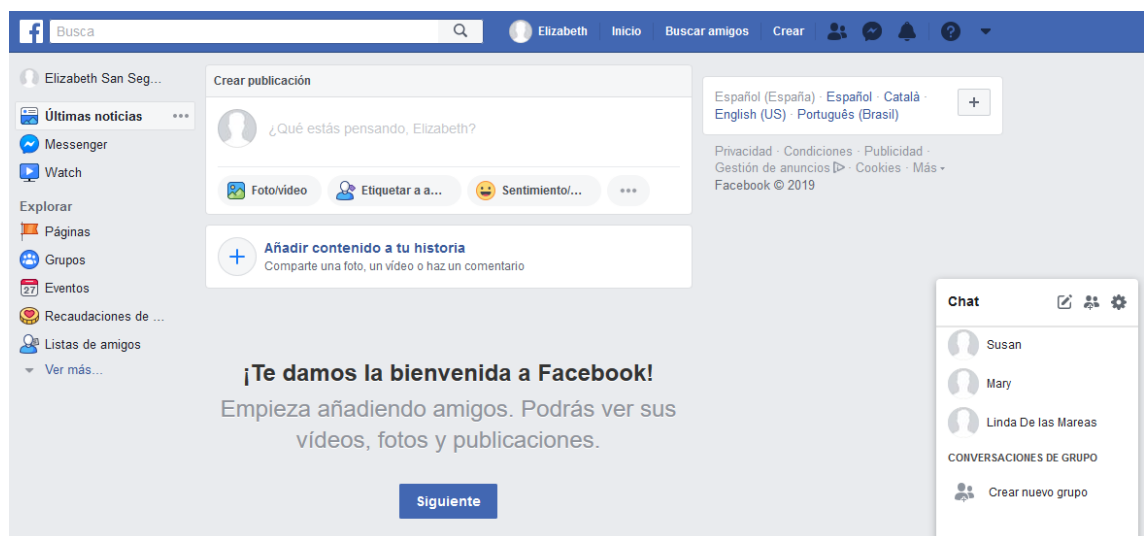 Busca
Elizabeth
Inicio
Buscar amigos
Crear
Elizabeth San Seg...
Últimas noticias
Messenger
Watch
Explorar
Páginas
Grupos
27 Eventos
Recaudaciones de ...
Listas de amigos
Ver más...
Crear publicación
¿Qué estás pensando, Elizabeth?
Foto/vídeo
Etiquetar a a...
Sentimiento/...
Añadir contenido a tu historia
Comparte una foto, un vídeo o haz un comentario
¡Te damos la bienvenida a Facebook!
Empieza añadiendo amigos. Podrás ver sus
vídeos, fotos y publicaciones.
Siguiente
Español (España) · Español · Català ·
English (US) · Português (Brasil)
Privacidad · Condiciones · Publicidad ·
Gestión de anuncios · Cookies · Más
Facebook © 2019
Chat
Susan
Mary
Linda De las Mareas
CONVERSACIONES DE GRUPO
Crear nuevo grupo